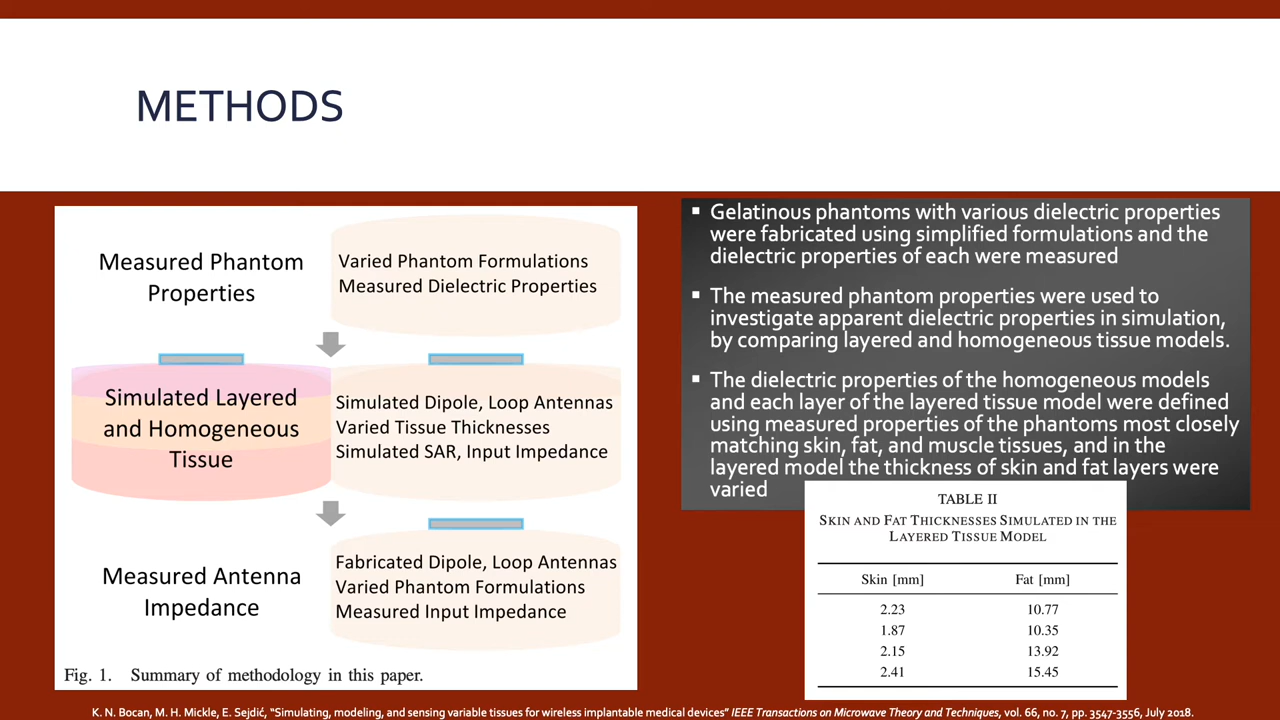 METHODS
Measured Phantom
Properties
Varied Phantom Formulations
Measured Dielectric Properties
Simulated Layered
and Homogeneous
Tissue
Simulated Dipole, Loop Antennas
Varied Tissue Thicknesses
Simulated SAR, Input Impedance
Measured Antenna
Impedance
Fabricated Dipole, Loop Antennas
Varied Phantom Formulations
Measured Input Impedance
Fig. 1. Summary of methodology in this paper.
▪ Gelatinous phantoms with various dielectric properties
were fabricated using simplified formulations and the
dielectric properties of each were measured
▪ The measured phantom properties were used to
investigate apparent dielectric properties in simulation,
by comparing layered and homogeneous tissue models.
▪ The dielectric properties of the homogeneous models
and each layer of the layered tissue model were defined
using measured properties of the phantoms most closely
matching skin, fat, and muscle tissues, and in the
layered model the thickness of skin and fat layers were
varied
TABLE II
SKIN AND FAT THICKNESSES SIMULATED IN THE
LAYERED TISSUE MODEL
Skin [mm] Fat [mm]
2.23 10.77
1.87 10.35
2.15 13.92
2.41 15.45
K. N. Bocan, M. H. Mickle, E. Sejdić, "Simulating, modeling, and sensing variable tissues for wireless implantable medical devices" IEEE Transactions on Microwave Theory and Techniques, vol. 66, no. 7, pp. 3547-3556, July 2018.